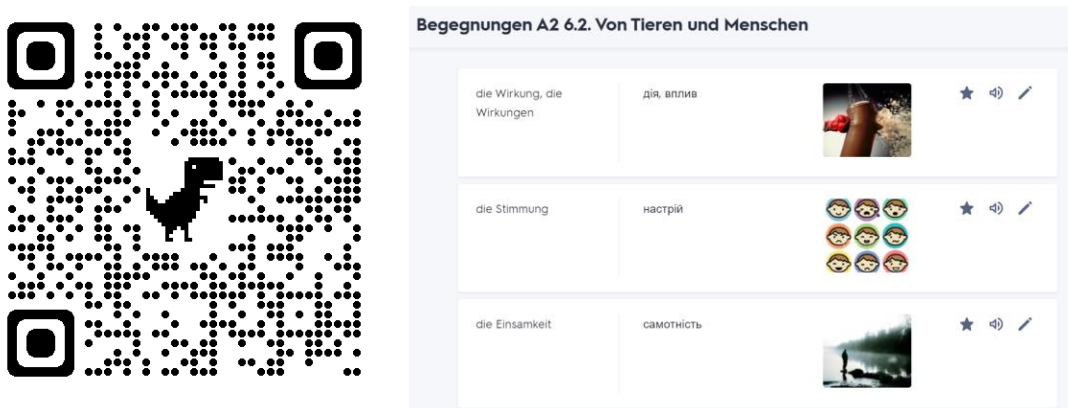 Begegnungen A2 6.2. Von Tieren und Menschen
die Wirkung, die
Wirkungen
дія, вплив
die Stimmung
настрій
die Einsamkeit
самотність